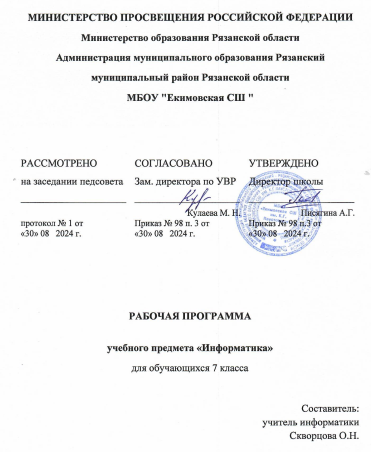 МИНИСТЕРСТВО ПРОСВЕЩЕНИЯ РОССИЙСКОЙ ФЕДЕРАЦИИ
Министерство образования Рязанской области
Администрация муниципального образования Рязанский
муниципальный район Рязанской области
МБОУ "Екимовская СШ "
РАССМОТРЕНО СОГЛАСОВАНО УТВЕРЖДЕНО
на заседании педсовета Зам. директора по УВР Директор школы
Кулаева М. Н. Писягина А.Г.
протокол № 1 от Приказ № 98 п. 3 от Приказ № 98 п.3 от
«30» 08 2024 г. «30» 08 2024 г. «30» 08 2024 г.
РАБОЧАЯ ПРОГРАММА
учебного предмета «Информатика»
для обучающихся 7 класса
Составитель:
учитель информатики
Скворцова О.Н.